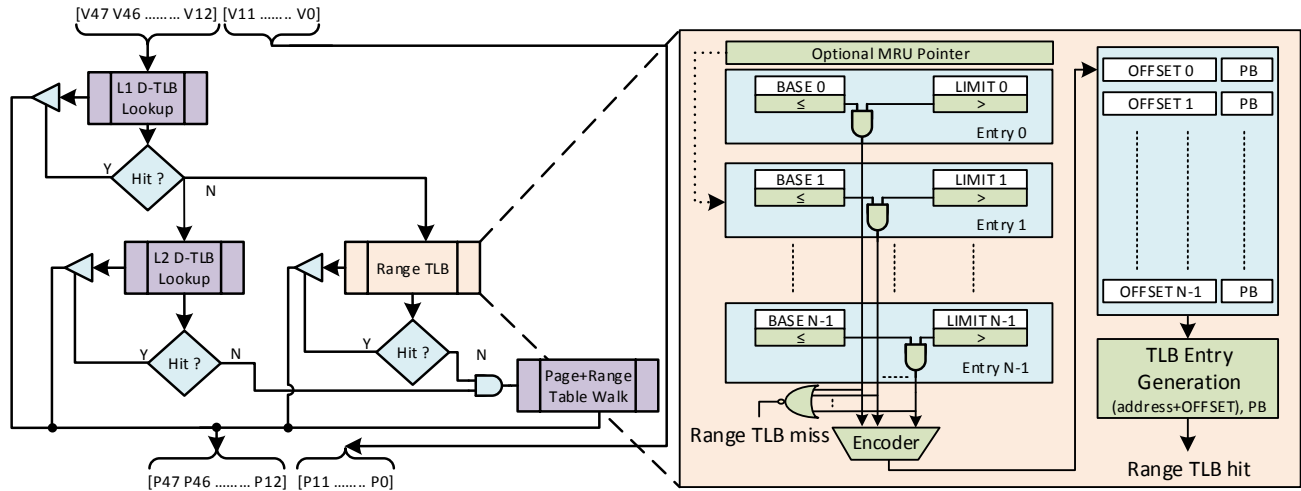 [V47 V46 ......... V12]
[V11 ........ V0]
L1 D-TLB
Lookup
Hit ?
Y
N
L2 D-TLB
Lookup
Range TLB
Hit ?
Y
N
Hit ?
Y
N
Page+Range
Table Walk
[P47 P46 ......... P12]
[P11 ........ P0]
Optional MRU Pointer
BASE 0
≤
LIMIT 0
>
Entry 0
BASE 1
≤
LIMIT 1
>
Entry 1
BASE N-1
≤
LIMIT N-1
>
Entry N-1
Range TLB miss
Encoder
OFFSET 0
PB
OFFSET 1
PB
OFFSET N-1
PB
TLB Entry
Generation
(address+OFFSET), PB
Range TLB hit